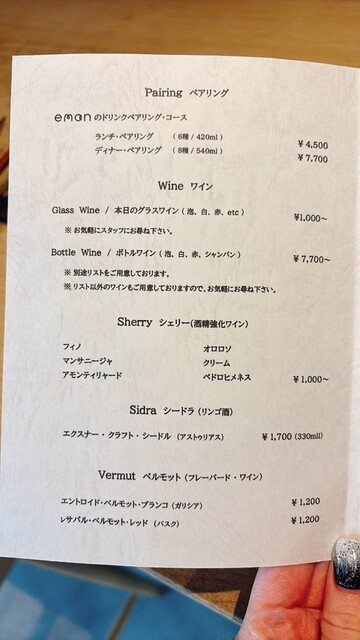 Pairing ペアリング
emanのドリンクペアリング・コース
ランチ・ペアリング （6種 / 420ml） ¥4,500
ディナー・ペアリング （8種 / 540ml） ¥7,700
Wine ワイン
Glass Wine / 本日のグラスワイン（泡、白、赤、etc） ¥1,000～
※お気軽にスタッフにお尋ね下さい。
Bottle Wine / ボトルワイン（泡、白、赤、シャンパン） ¥7,700～
※別途リストをご用意しております。
※リスト以外のワインもご用意しておりますので、お気軽にお尋ね下さい。
Sherry シェリー（酒精強化ワイン）
フィノ オロロソ
マンサニージャ クリーム
アモンティリャード ペドロヒメネス ¥1,000～
Sidra シードラ（リンゴ酒）
エクスナー・クラフト・シードル （アストゥリアス） ¥1,700（330mll）
Vermut ベルモット（フレーバード・ワイン）
エントロイド・ベルモット・ブランコ（ガリシア） ¥1,200
レサバル・ベルモット・レッド （バスク） ¥1,200